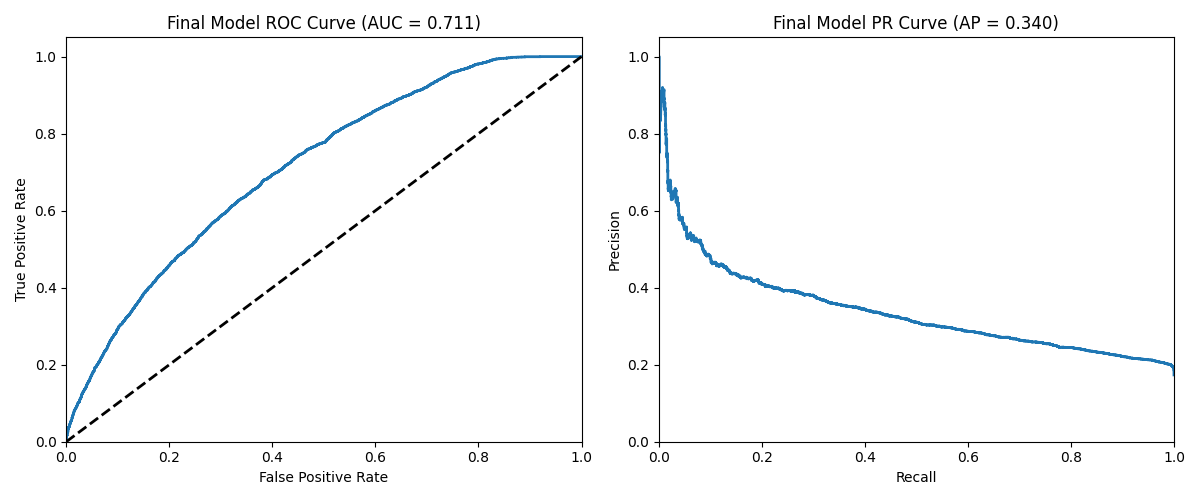 Final Model ROC Curve (AUC = 0.711)
True Positive Rate
1.0
0.8
0.6
0.4
0.2
0.0
0.0 0.2 0.4 0.6 0.8 1.0
False Positive Rate
Final Model PR Curve (AP = 0.340)
Precision
1.0
0.8
0.6
0.4
0.2
0.0
0.0 0.2 0.4 0.6 0.8 1.0
Recall